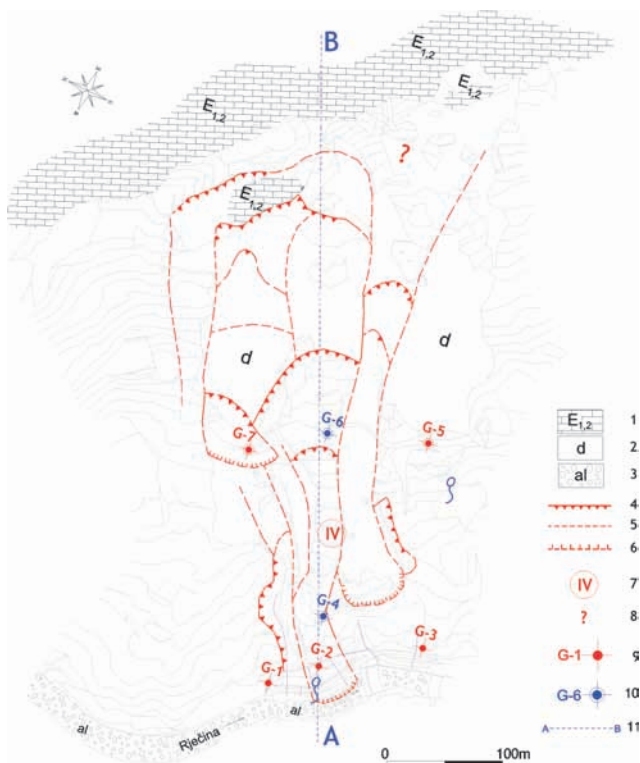 B
E1,2
E1,2
E1,2
?
E1,2
d
d
G-6
G-5
G-7
IV
G-4
G-3
G-2
G-1
al
Rječina
al
A
0 100m
E1,2 1
d 2
al 3
4
5
6
IV 7
? 8
G-1 9
G-6 10
A B 11